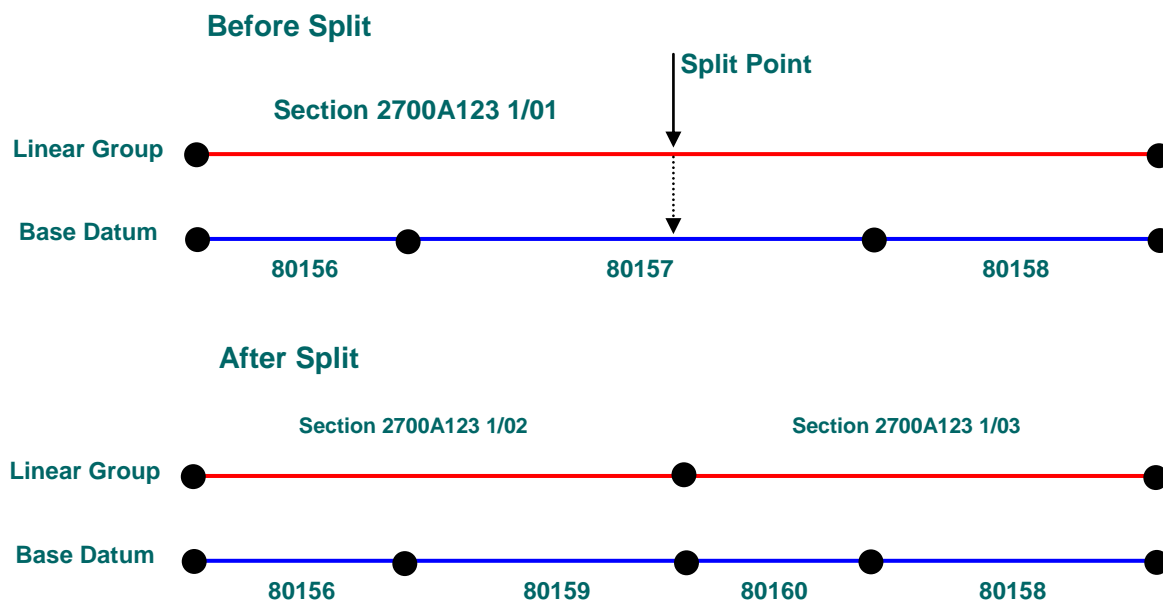 Before Split
Split Point
Section 2700A123 1/01
Linear Group
Base Datum
80156 80157 80158
After Split
Section 2700A123 1/02 Section 2700A123 1/03
Linear Group
Base Datum
80156 80159 80160 80158